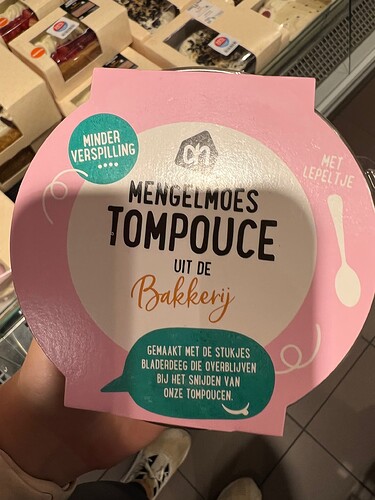 MINDER
VERSPILLING
ah
MET
LEPELTJE
MENGELMOES
TOMPOUCE
UIT DE
Bakkerij
GEMAAKT MET DE STUKJES
BLADERDEEG DIE OVERBLIJVEN
BIJ HET SNIJDEN VAN
ONZE TOMPOUCEN.